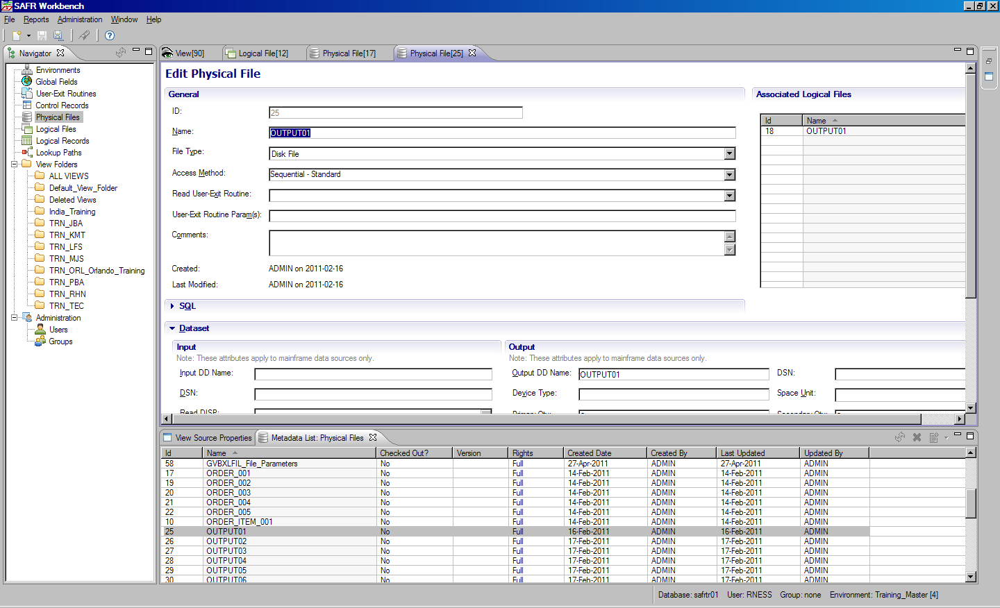 SAFR Workbench
File Reports Administration Window Help
Navigator
Environments
Global Fields
User-Exit Routines
Control Records
Physical Files
Logical Files
Logical Records
Lookup Paths
View Folders
ALL VIEWS
Default_View_Folder
Deleted Views
India_Training
TRN_JBA
TRN_KMT
TRN_LFS
TRN_MJS
TRN_ORL_Orlando_Training
TRN_PBA
TRN_RHN
TRN_TEC
Administration
Users
Groups
View[90] Logical File[12] Physical File[17] Physical File[25]
Edit Physical File
General
ID: 25
Name: OUTPUT01
File Type: Disk File
Access Method: Sequential - Standard
Read User-Exit Routine:
User-Exit Routine Param(s):
Comments:
Created: ADMIN on 2011-02-16
Last Modified: ADMIN on 2011-02-16
Associated Logical Files
Id Name
18 OUTPUT01
SQL
Dataset
Input
Note: These attributes apply to mainframe data sources only.
Input DD Name:
DSN:
Read DISP:
Output
Note: These attributes apply to mainframe data sources only.
Output DD Name: OUTPUT01 DSN:
Device Type: Space Unit:
Primary Qty: Secondary Qty:
View Source Properties Metadata List: Physical Files
Id Name Checked Out? Version Rights Created Date Created By Last Updated Updated By
58 GVBXLFIL_File_Parameters No Full 27-Apr-2011 ADMIN 27-Apr-2011 ADMIN
17 ORDER_001 No Full 14-Feb-2011 ADMIN 14-Feb-2011 ADMIN
19 ORDER_002 No Full 14-Feb-2011 ADMIN 14-Feb-2011 ADMIN
20 ORDER_003 No Full 14-Feb-2011 ADMIN 14-Feb-2011 ADMIN
21 ORDER_004 No Full 14-Feb-2011 ADMIN 14-Feb-2011 ADMIN
22 ORDER_005 No Full 14-Feb-2011 ADMIN 14-Feb-2011 ADMIN
10 ORDER_ITEM_001 No Full 14-Feb-2011 ADMIN 14-Feb-2011 ADMIN
25 OUTPUT01 No Full 16-Feb-2011 ADMIN 16-Feb-2011 ADMIN
26 OUTPUT02 No Full 17-Feb-2011 ADMIN 17-Feb-2011 ADMIN
27 OUTPUT03 No Full 17-Feb-2011 ADMIN 17-Feb-2011 ADMIN
28 OUTPUT04 No Full 17-Feb-2011 ADMIN 17-Feb-2011 ADMIN
29 OUTPUT05 No Full 17-Feb-2011 ADMIN 17-Feb-2011 ADMIN
30 OUTPUT06 No Full 17-Feb-2011 ADMIN 17-Feb-2011 ADMIN
Database: safrtr01 User: RNESS Group: none Environment: Training_Master [4]